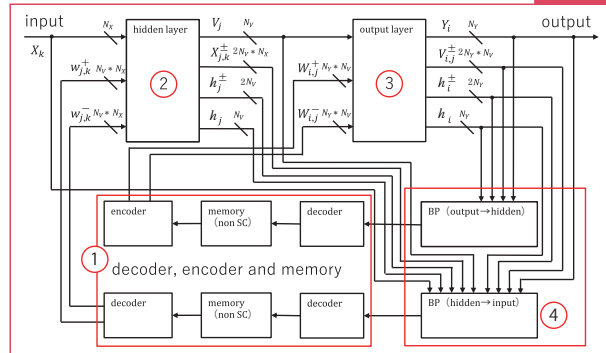 input
X_k
N_X
hidden layer
V_j
N_V
output layer
Y_i
N_Y
output
w^+_{j,k}
N_V * N_X
②
X^±_{j,k}
2N_V * N_X
W^+_{i,j}
N_Y * N_V
③
V^±_{i,j}
2N_Y * N_V
h^±_j
2N_V
h^±_i
2N_Y
w^-_{j,k}
N_V * N_X
h_j
N_V
W^-_{i,j}
N_Y * N_V
h_i
N_Y
encoder
memory
(non SC)
decoder
BP（output→hidden）
①
decoder, encoder and memory
decoder
memory
(non SC)
decoder
BP（hidden→input）
④